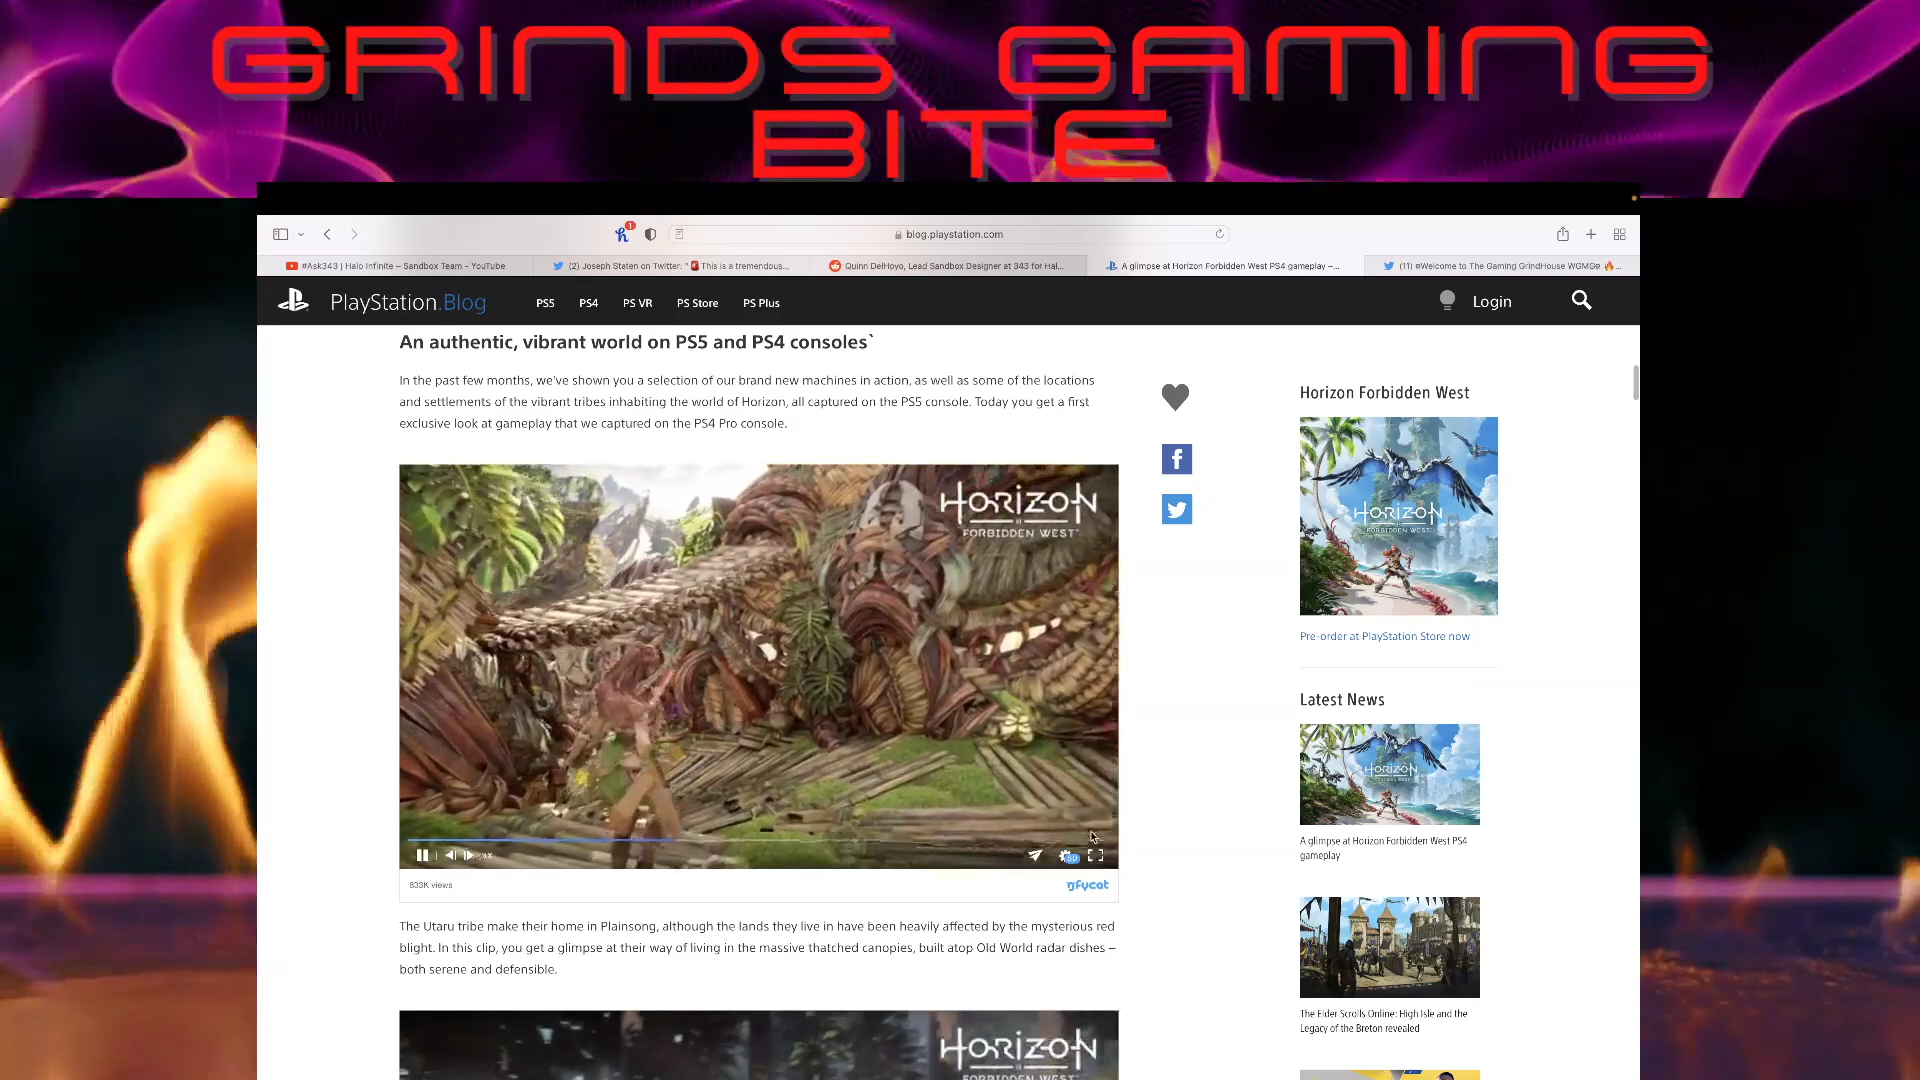 GRINDS GAMING
BITE
blog.playstation.com
#Ask343 | Halo Infinite – Sandbox Team - YouTube
(2) Joseph Staten on Twitter: "🚨This is a tremendous...
Quinn DelHoyo, Lead Sandbox Designer at 343 for Hal...
A glimpse at Horizon Forbidden West PS4 gameplay –...
PlayStation.Blog
PS5
PS4
PS VR
PS Store
PS Plus
Login
An authentic, vibrant world on PS5 and PS4 consoles`
In the past few months, we've shown you a selection of our brand new machines in action, as well as some of the locations
and settlements of the vibrant tribes inhabiting the world of Horizon, all captured on the PS5 console. Today you get a first
exclusive look at gameplay that we captured on the PS4 Pro console.
HORIZON
FORBIDDEN WEST
SD
833K views
gfycat
The Utaru tribe make their home in Plainsong, although the lands they live in have been heavily affected by the mysterious red
blight. In this clip, you get a glimpse at their way of living in the massive thatched canopies, built atop Old World radar dishes –
both serene and defensible.
HORIZON
FORBIDDEN WEST
Horizon Forbidden West
HORIZON
FORBIDDEN WEST
Pre-order at PlayStation Store now
Latest News
HORIZON
A glimpse at Horizon Forbidden West PS4
gameplay
The Elder Scrolls Online: High Isle and the
Legacy of the Breton revealed